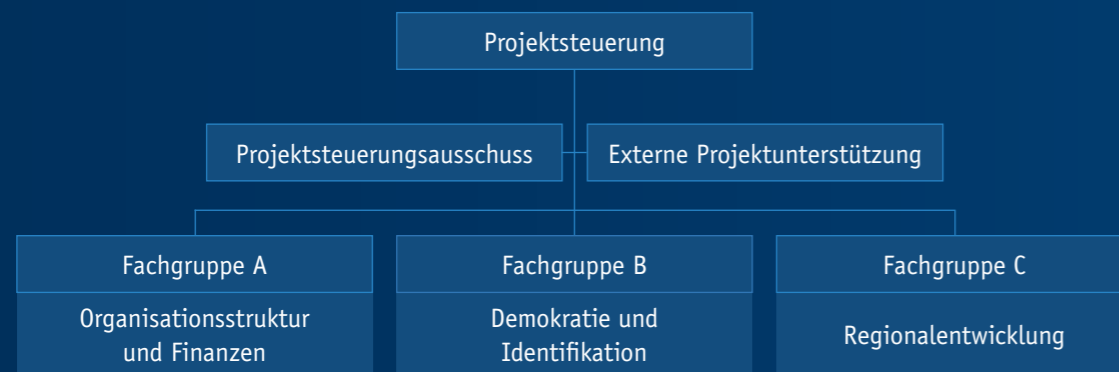 Projektsteuerung
Projektsteuerungsausschuss
Externe Projektunterstützung
Fachgruppe A
Organisationsstruktur
und Finanzen
Fachgruppe B
Demokratie und
Identifikation
Fachgruppe C
Regionalentwicklung